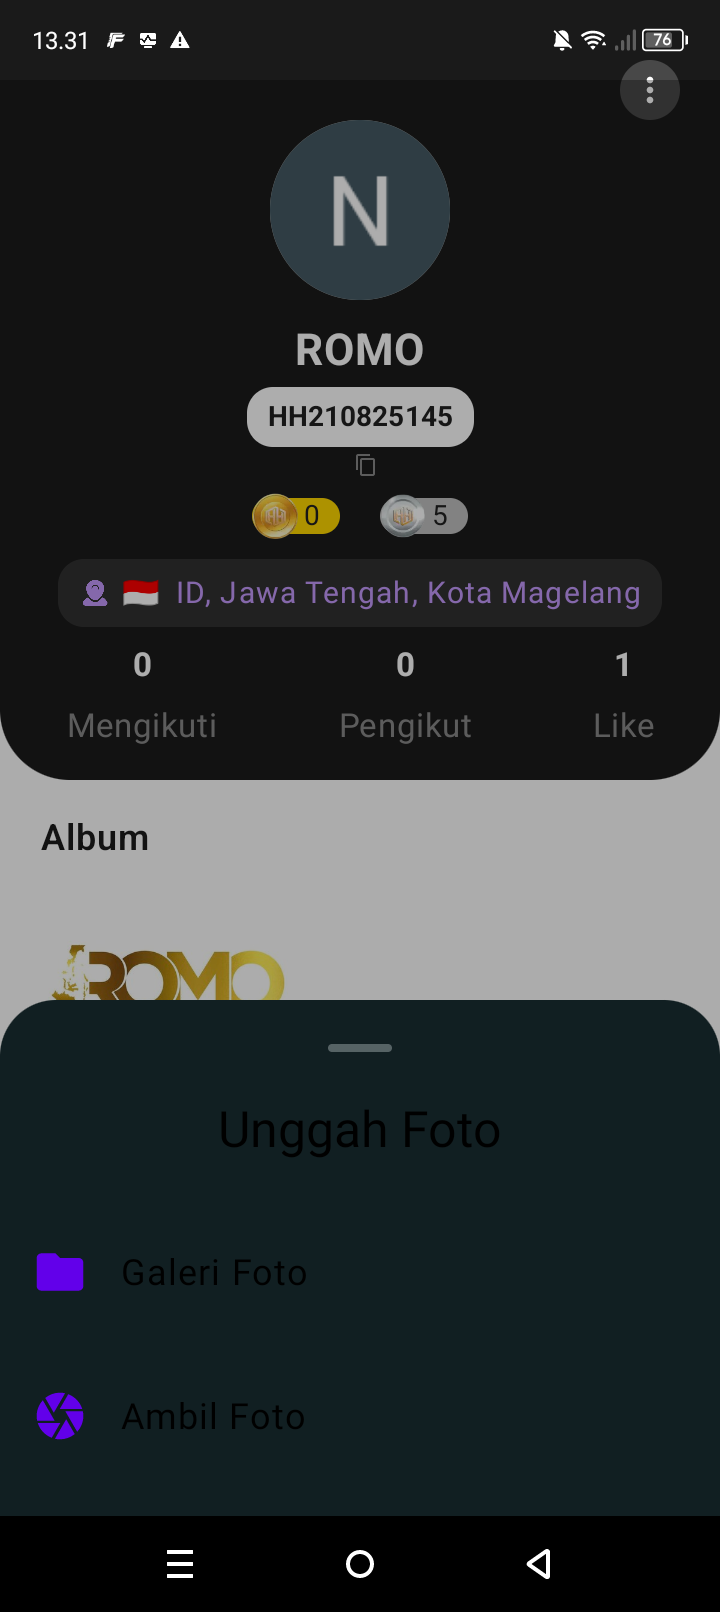 13.31
76
N
ROMO
HH210825145
0 5
ID, Jawa Tengah, Kota Magelang
0 0 1
Mengikuti Pengikut Like
Album
ROMO
Unggah Foto
Galeri Foto
Ambil Foto